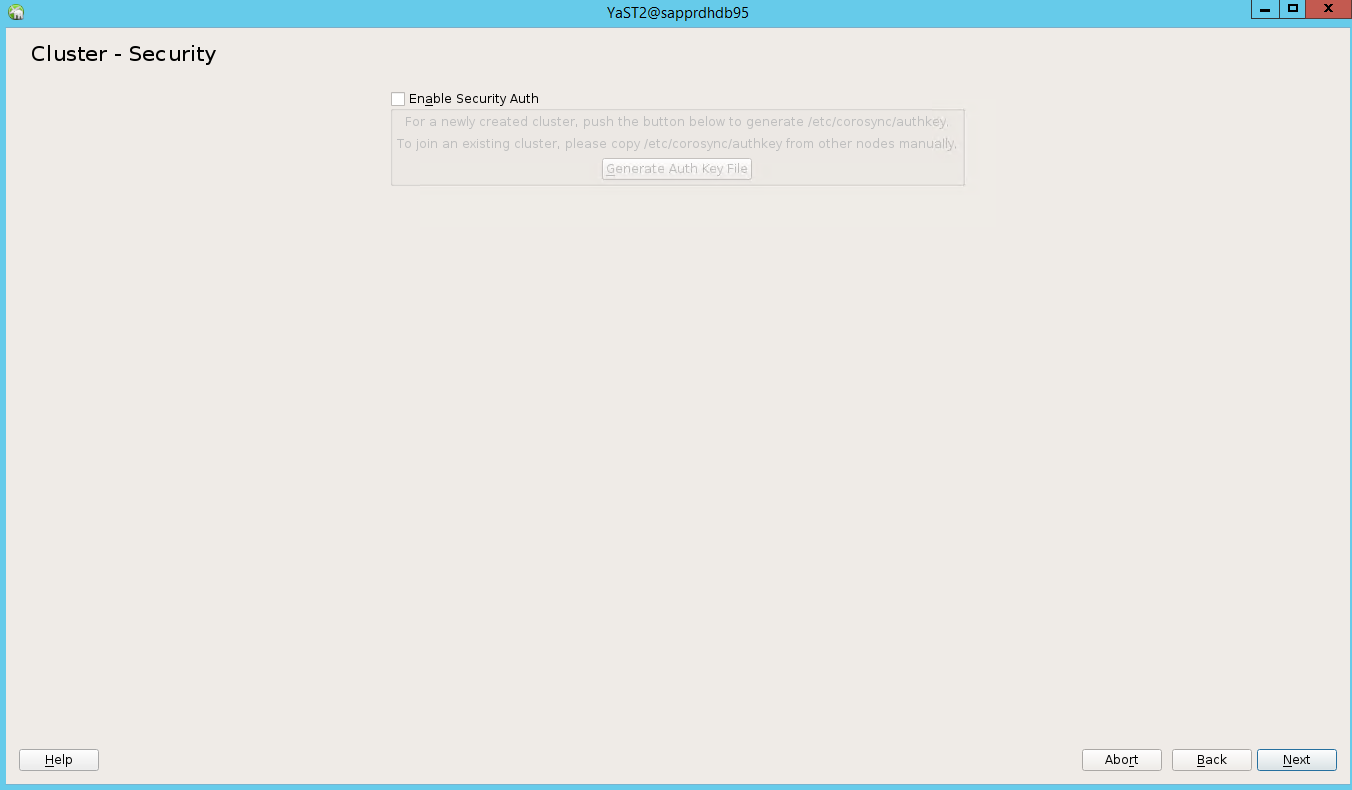 YaST2@sapprdhdb95
X
Cluster - Security
Enable Security Auth
For a newly created cluster, push the button below to generate /etc/corosync/authkey.
To join an existing cluster, please copy /etc/corosync/authkey from other nodes manually.
Generate Auth Key File
Help Abort Back Next